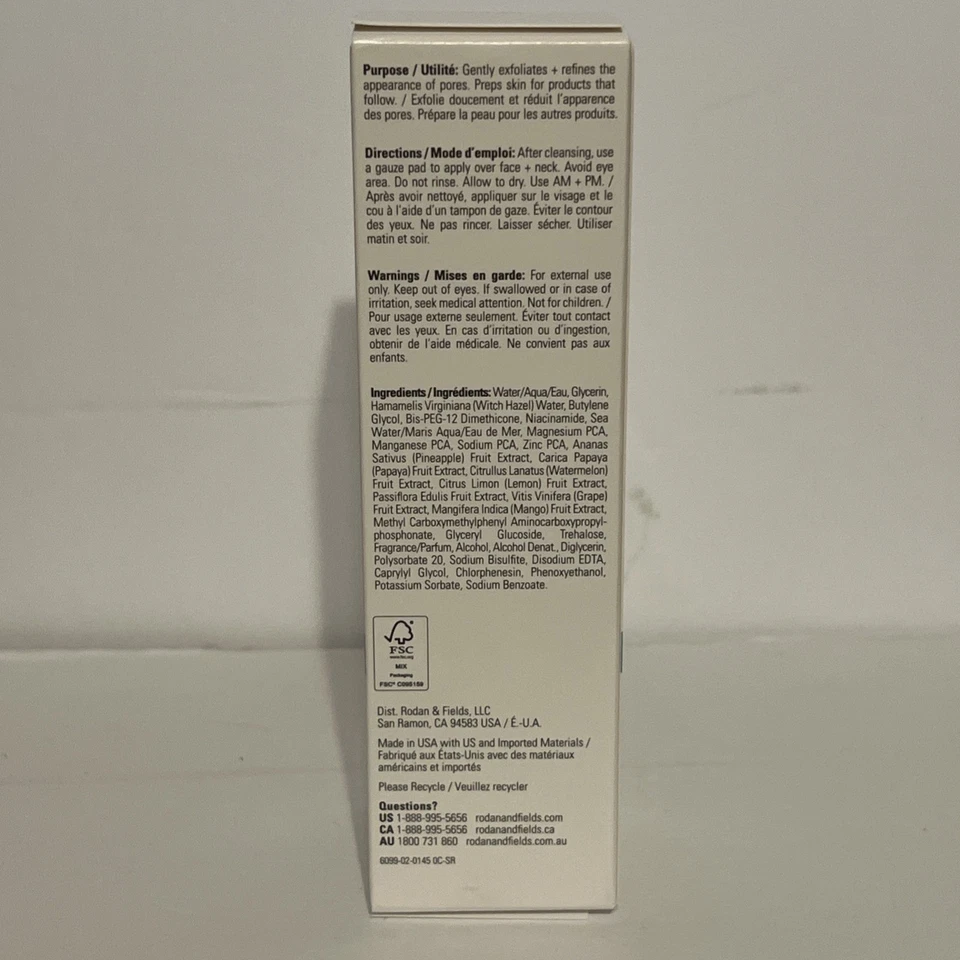 Purpose / Utilité: Gently exfoliates + refines the
appearance of pores. Preps skin for products that
follow. / Exfolie doucement et réduit l'apparence
des pores. Prépare la peau pour les autres produits.
Directions / Mode d'emploi: After cleansing, use
a gauze pad to apply over face + neck. Avoid eye
area. Do not rinse. Allow to dry. Use AM + PM. /
Après avoir nettoyé, appliquer sur le visage et le
cou à l'aide d'un tampon de gaze. Éviter le contour
des yeux. Ne pas rincer. Laisser sécher. Utiliser
matin et soir.
Warnings / Mises en garde: For external use
only. Keep out of eyes. If swallowed or in case of
irritation, seek medical attention. Not for children. /
Pour usage externe seulement. Éviter tout contact
avec les yeux. En cas d'irritation ou d'ingestion,
obtenir de l'aide médicale. Ne convient pas aux
enfants.
Ingredients / Ingrédients: Water/Aqua/Eau, Glycerin,
Hamamelis Virginiana (Witch Hazel) Water, Butylene
Glycol, Bis-PEG-12 Dimethicone, Niacinamide, Sea
Water/Maris Aqua/Eau de Mer, Magnesium PCA,
Manganese PCA, Sodium PCA, Zinc PCA, Ananas
Sativus (Pineapple) Fruit Extract, Carica Papaya
(Papaya) Fruit Extract, Citrullus Lanatus (Watermelon)
Fruit Extract, Citrus Limon (Lemon) Fruit Extract,
Passiflora Edulis Fruit Extract, Vitis Vinifera (Grape)
Fruit Extract, Mangifera Indica (Mango) Fruit Extract,
Methyl Carboxymethylphenyl Aminocarboxypropyl-
phosphonate, Glyceryl Glucoside, Trehalose,
Fragrance/Parfum, Alcohol, Alcohol Denat., Diglycerin,
Polysorbate 20, Sodium Bisulfite, Disodium EDTA,
Caprylyl Glycol, Chlorphenesin, Phenoxyethanol,
Potassium Sorbate, Sodium Benzoate.
FSC
www.fsc.org
MIX
Packaging
FSC® C095159
Dist. Rodan & Fields, LLC
San Ramon, CA 94583 USA / É.-U.A.
Made in USA with US and Imported Materials /
Fabriqué aux États-Unis avec des matériaux
américains et importés
Please Recycle / Veuillez recycler
Questions?
US 1-888-995-5656 rodanandfields.com
CA 1-888-995-5656 rodanandfields.ca
AU 1800 731 860 rodanandfields.com.au
6099-02-0145 0C-SR